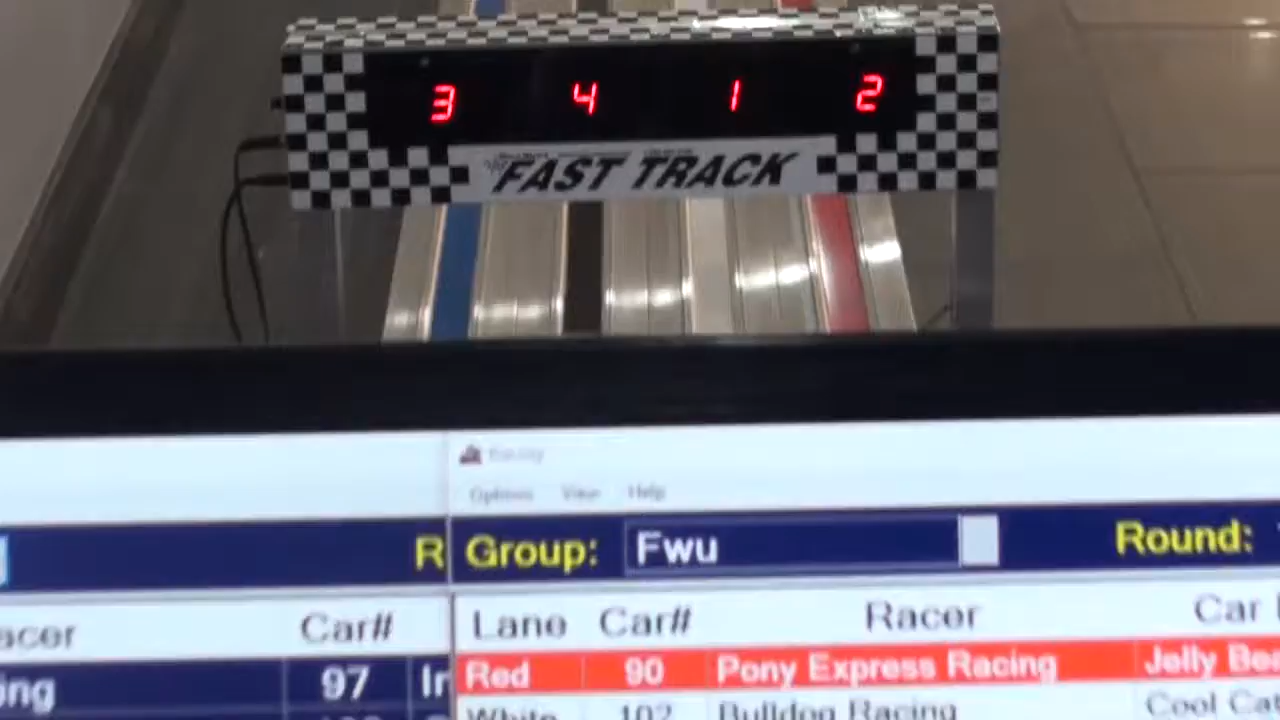 3 4 1 2
FAST TRACK
Options View Help
R
Group: Fwu Round:
acer Car#
Lane Car# Racer Car
ing 97 In
Red 90 Pony Express Racing Jelly Bea
White 102 Bulldog Racing Cool Cat